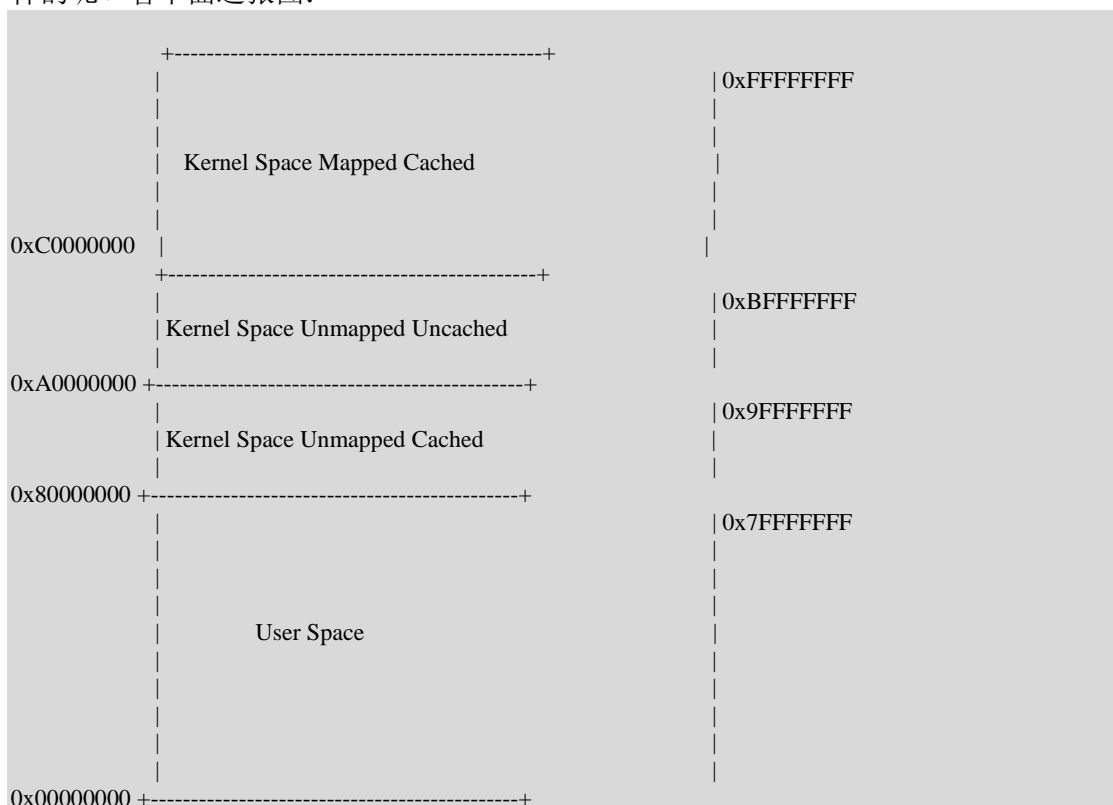 +----------------------------------------------+
| | 0xFFFFFFFF
| |
| |
| Kernel Space Mapped Cached |
| |
| |
0xC0000000 | |
+----------------------------------------------+
| | 0xBFFFFFFF
| Kernel Space Unmapped Uncached |
| |
0xA0000000 +----------------------------------------------+
| | 0x9FFFFFFF
| Kernel Space Unmapped Cached |
| |
0x80000000 +----------------------------------------------+
| | 0x7FFFFFFF
| |
| |
| |
| User Space |
| |
| |
| |
| |
| |
0x00000000 +----------------------------------------------+